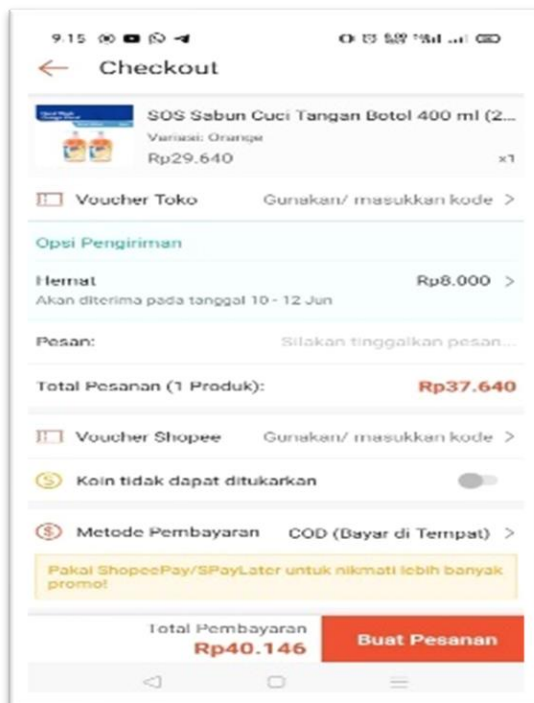 9.15
Checkout
SOS Sabun Cuci Tangan Botol 400 ml (2...
Variasi: Orange
Rp29.640 x1
Voucher Toko Gunakan/ masukkan kode >
Opsi Pengiriman
Hemat Rp8.000 >
Akan diterima pada tanggal 10 - 12 Jun
Pesan: Silakan tinggalkan pesan...
Total Pesanan (1 Produk): Rp37.640
Voucher Shopee Gunakan/ masukkan kode >
Koin tidak dapat ditukarkan
Metode Pembayaran COD (Bayar di Tempat) >
Pakai ShopeePay/SPayLater untuk nikmati lebih banyak
promo!
Total Pembayaran
Rp40.146
Buat Pesanan